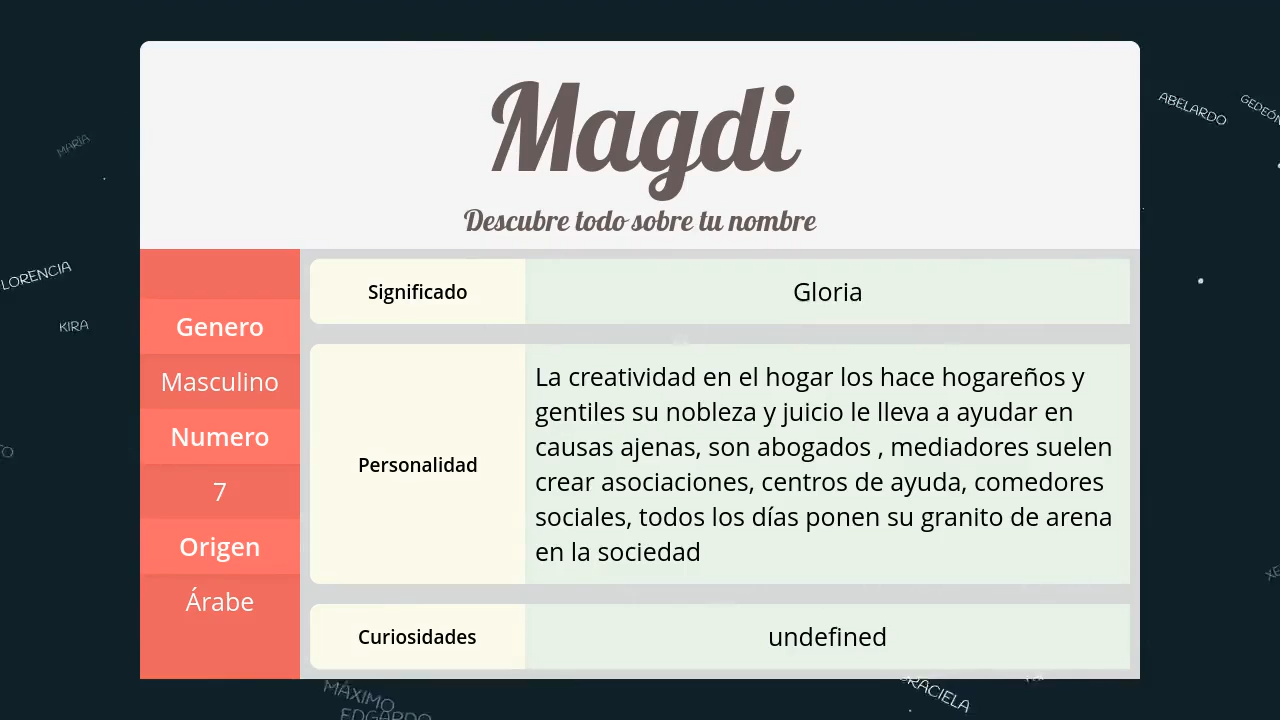 Magdi
Descubre todo sobre tu nombre
Genero
Masculino
Numero
7
Origen
Árabe
Significado
Gloria
Personalidad
La creatividad en el hogar los hace hogareños y
gentiles su nobleza y juicio le lleva a ayudar en
causas ajenas, son abogados , mediadores suelen
crear asociaciones, centros de ayuda, comedores
sociales, todos los días ponen su granito de arena
en la sociedad
Curiosidades
undefined
MARÍA
LORENCIA
KIRA
ABELARDO
GEDEÓN
MÁXIMO
EDGARDO
GRACIELA